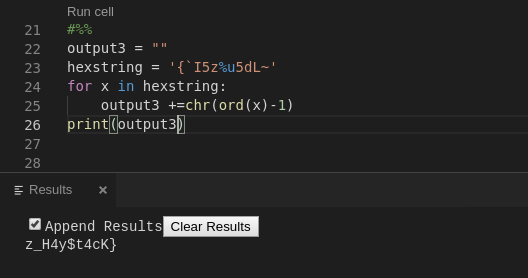 Run cell
21 #%%
22 output3 = ""
23 hexstring = '{`I5z%u5dL~'
24 for x in hexstring:
25 output3 +=chr(ord(x)-1)
26 print(output3)
27
28
Results ×
Append Results Clear Results
z_H4y$t4cK}